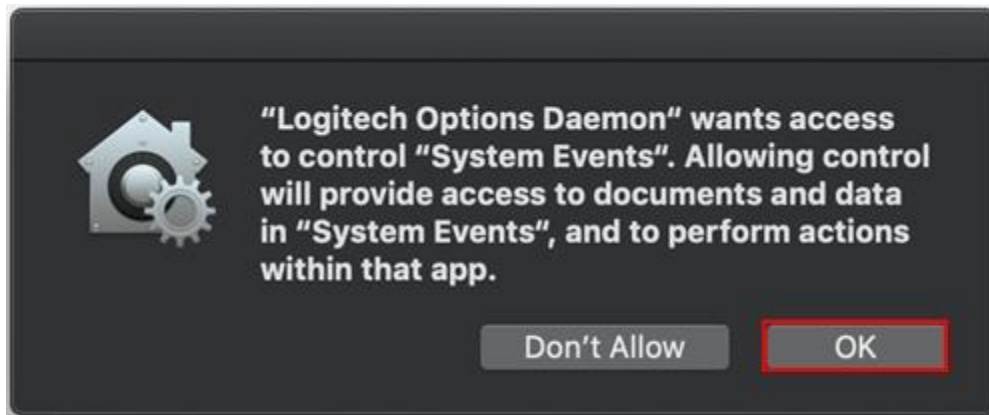 “Logitech Options Daemon“ wants access
to control “System Events“. Allowing control
will provide access to documents and data
in “System Events“, and to perform actions
within that app.
Don’t Allow
OK